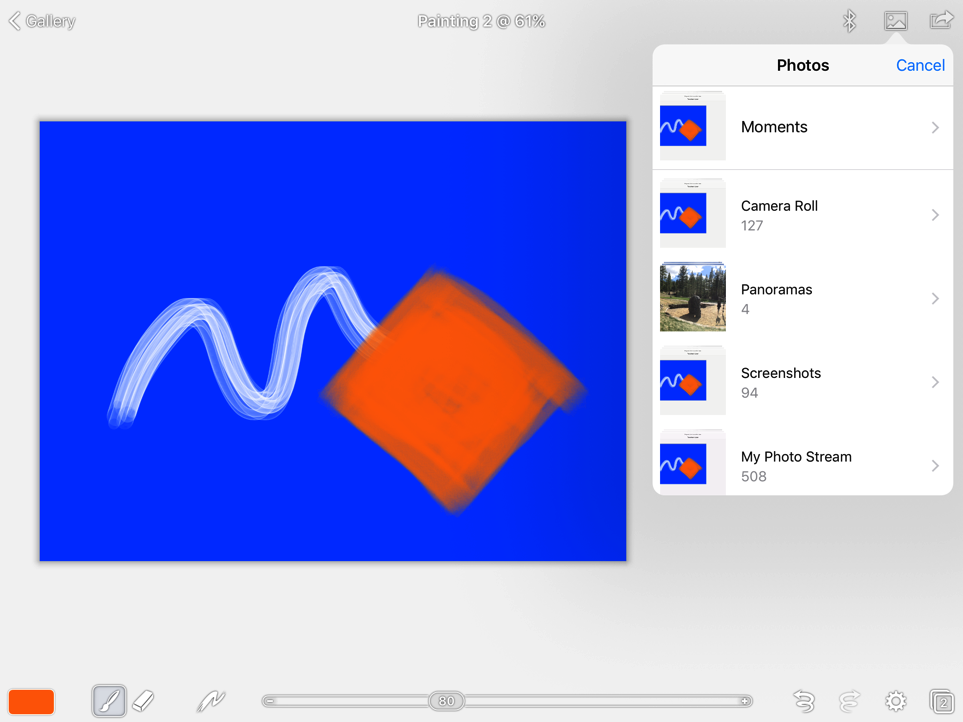 Gallery
Painting 2 @ 61%
Photos
Cancel
Moments
Camera Roll
127
Panoramas
4
Screenshots
94
My Photo Stream
508
80
2